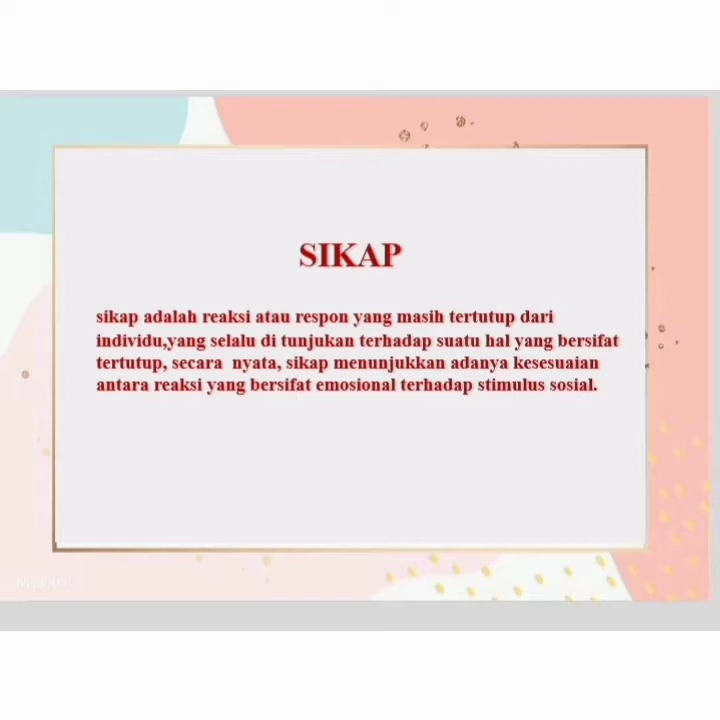 SIKAP
sikap adalah reaksi atau respon yang masih tertutup dari
individu,yang selalu di tunjukan terhadap suatu hal yang bersifat
tertutup, secara  nyata, sikap menunjukkan adanya kesesuaian
antara reaksi yang bersifat emosional terhadap stimulus sosial.